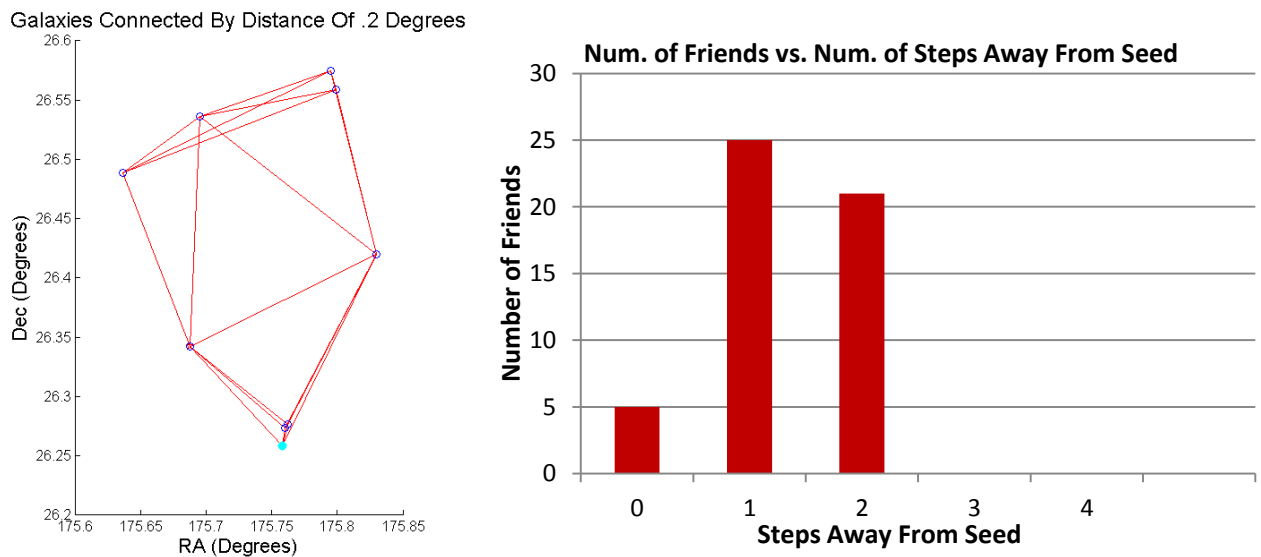 Galaxies Connected By Distance Of .2 Degrees
26.6
26.55
26.5
26.45
26.4
26.35
26.3
26.25
26.2
Dec (Degrees)
175.6 175.65 175.7 175.75 175.8 175.85
RA (Degrees)
Num. of Friends vs. Num. of Steps Away From Seed
30
25
20
15
10
5
0
Number of Friends
0 1 2 3 4
Steps Away From Seed